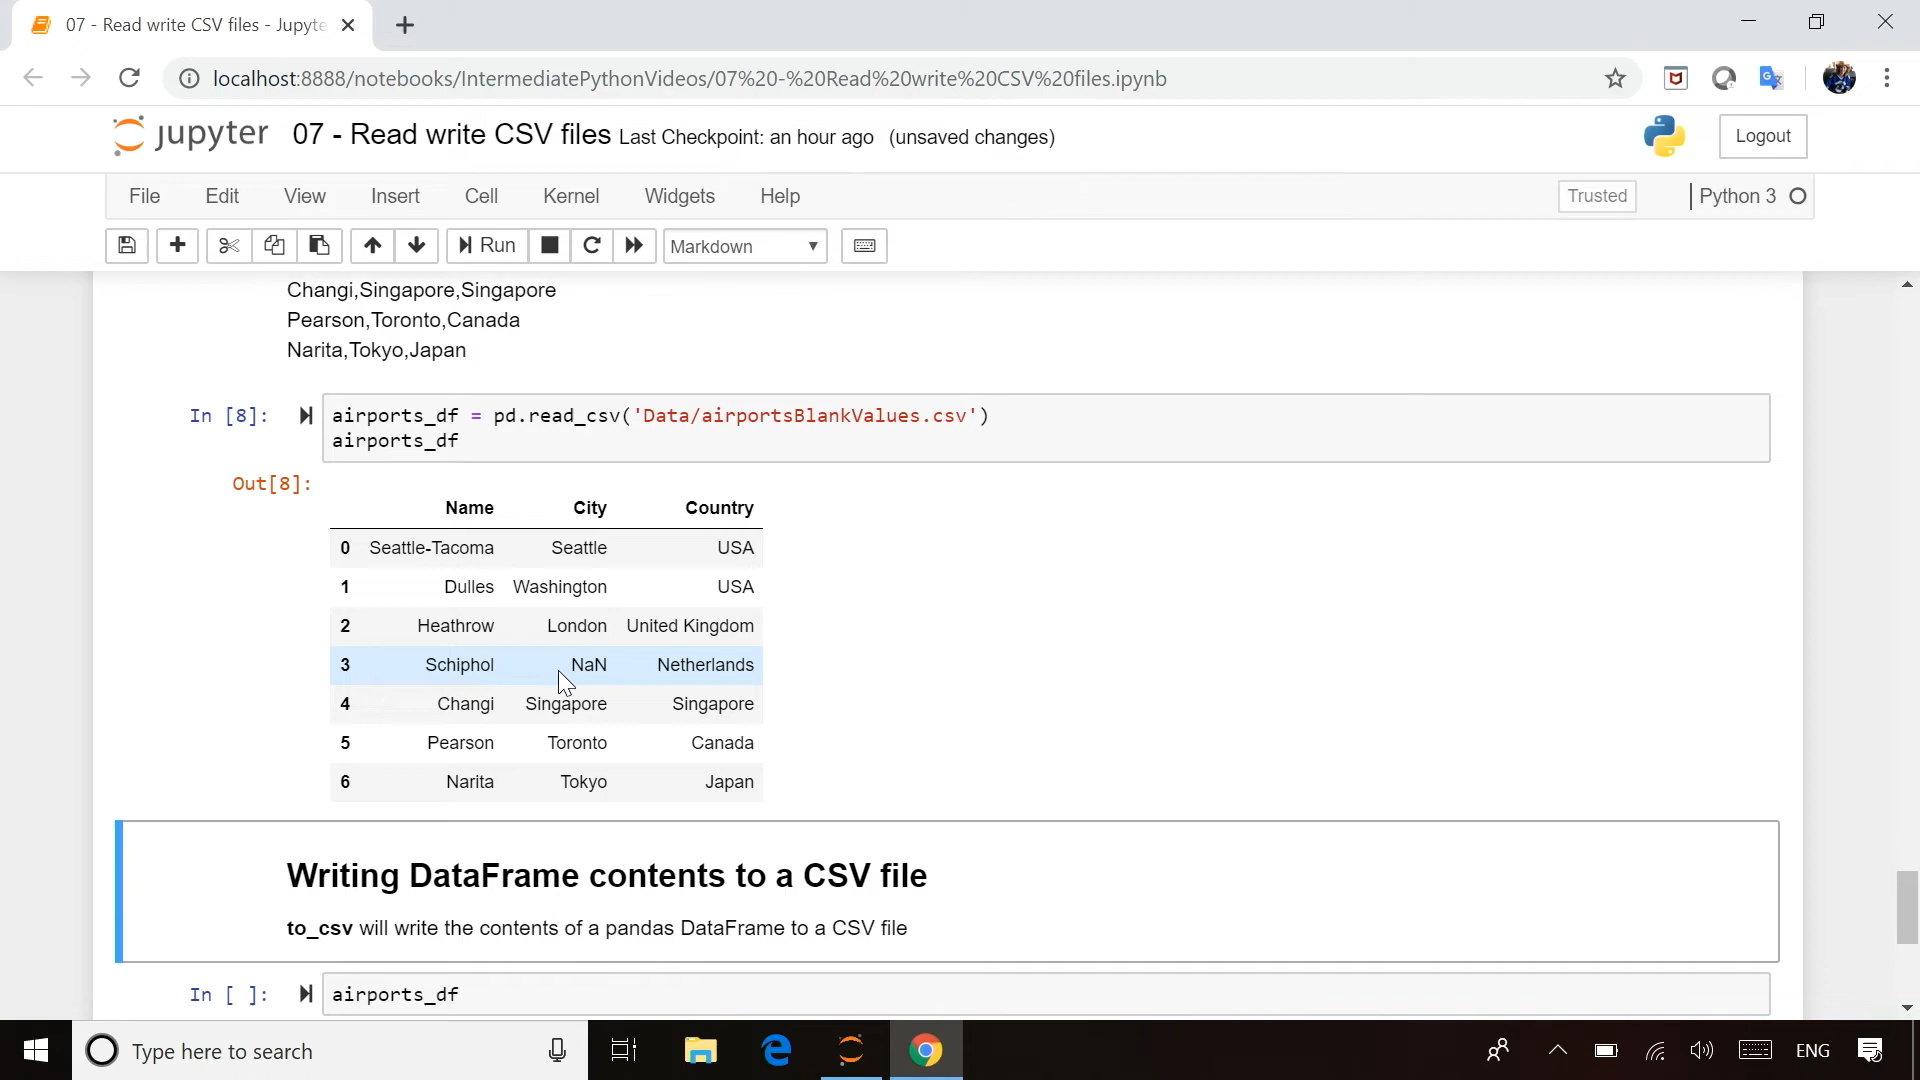 07 - Read write CSV files - Jupyte
localhost:8888/notebooks/IntermediatePythonVideos/07%20-%20Read%20write%20CSV%20files.ipynb
jupyter 07 - Read write CSV files Last Checkpoint: an hour ago (unsaved changes)
Logout
File Edit View Insert Cell Kernel Widgets Help
Trusted
Python 3
Run
Markdown
Changi,Singapore,Singapore
Pearson,Toronto,Canada
Narita,Tokyo,Japan
In [8]: airports_df = pd.read_csv('Data/airportsBlankValues.csv')
airports_df
Out[8]:
Name City Country
0 Seattle-Tacoma Seattle USA
1 Dulles Washington USA
2 Heathrow London United Kingdom
3 Schiphol NaN Netherlands
4 Changi Singapore Singapore
5 Pearson Toronto Canada
6 Narita Tokyo Japan
Writing DataFrame contents to a CSV file
to_csv will write the contents of a pandas DataFrame to a CSV file
In [ ]: airports_df
Type here to search
ENG